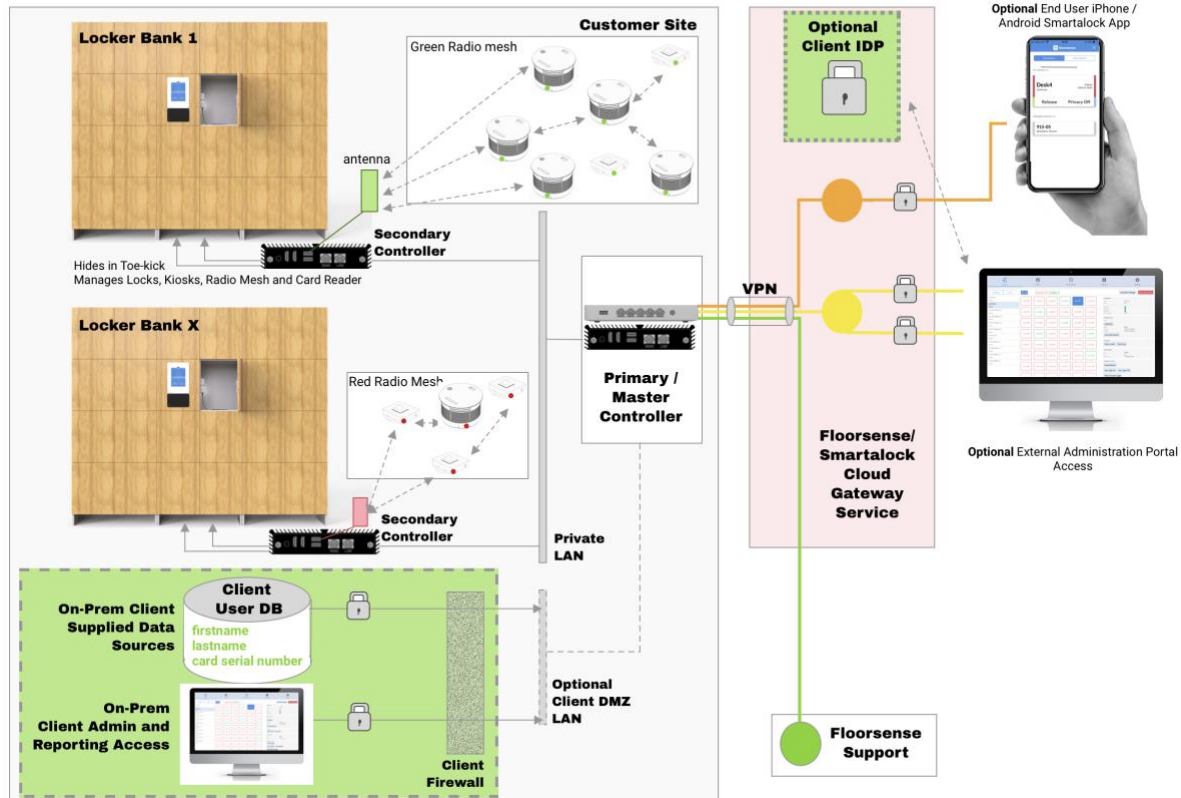 Customer Site
Locker Bank 1
Green Radio mesh
antenna
Secondary
Controller
Hides in Toe-kick
Manages Locks, Kiosks, Radio Mesh and Card Reader
Locker Bank X
Red Radio Mesh
Secondary
Controller
Private
LAN
Primary /
Master
Controller
VPN
Optional
Client IDP
Floorsense/
Smartalock
Cloud
Gateway
Service
Optional End User iPhone /
Android Smartalock App
Desk4
Release Privacy Off
Optional External Administration Portal
Access
On-Prem Client
Supplied Data
Sources
Client
User DB
firstname
lastname
card serial number
On-Prem
Client Admin and
Reporting Access
Client
Firewall
Optional
Client DMZ
LAN
Floorsense
Support